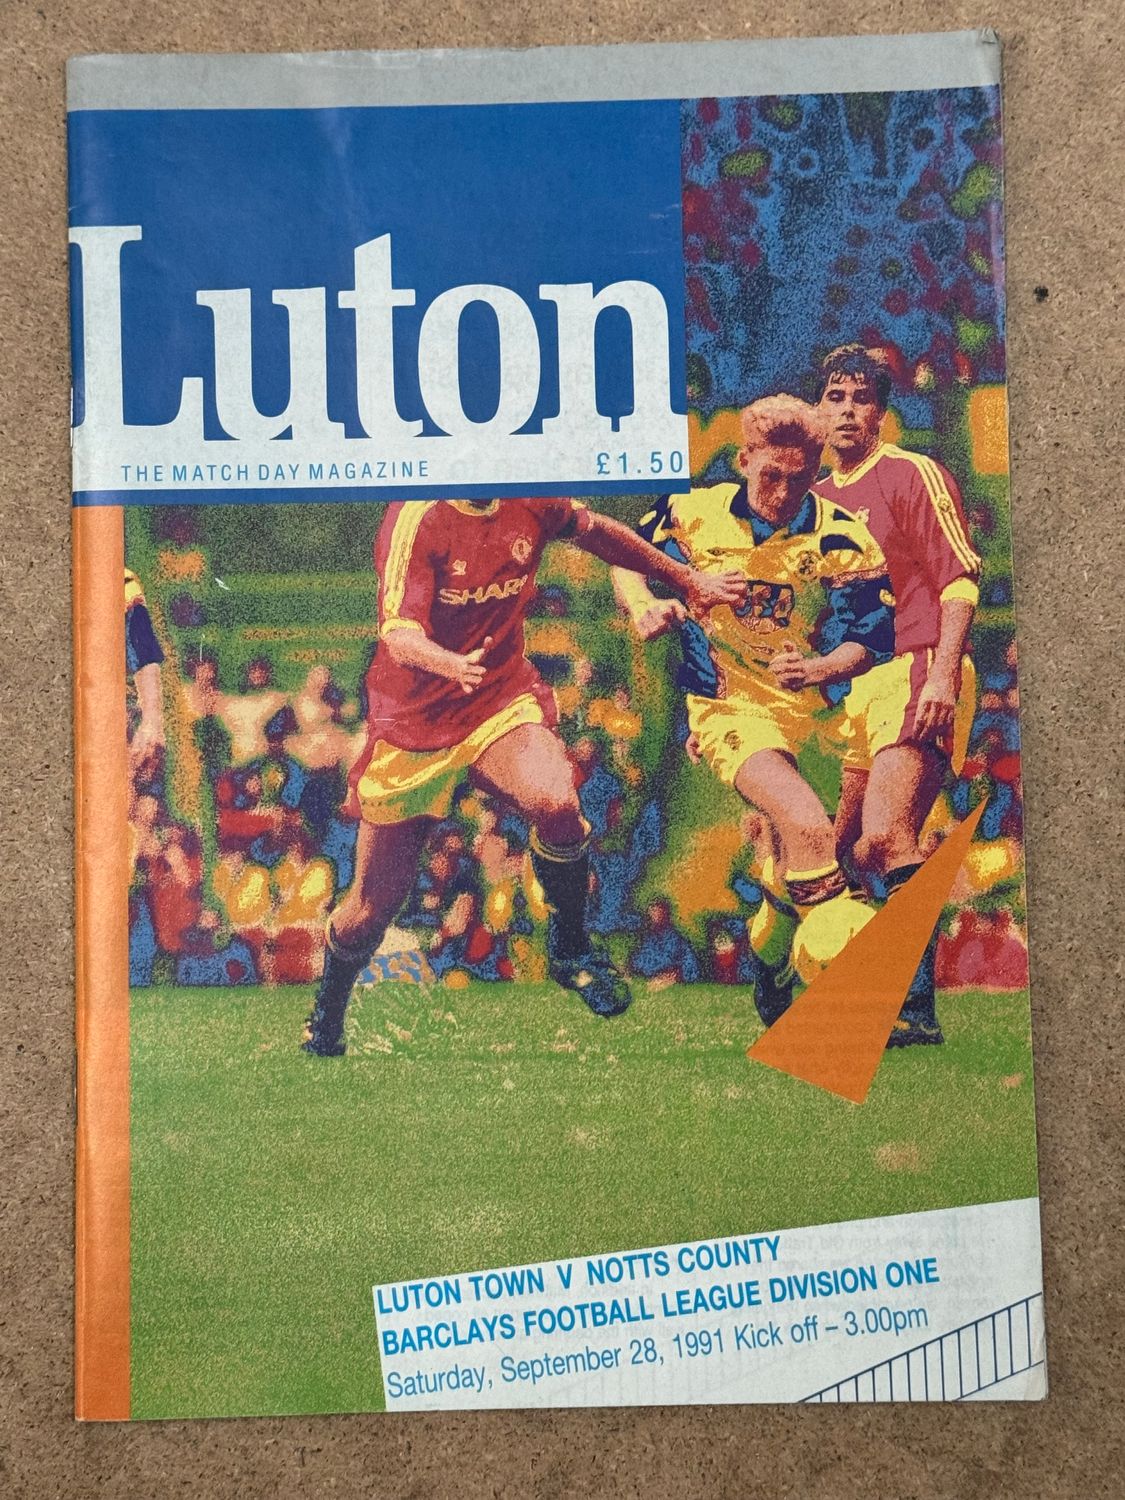 Luton
THE MATCH DAY MAGAZINE
£1.50
SHARP
LUTON TOWN V NOTTS COUNTY
BARCLAYS FOOTBALL LEAGUE DIVISION ONE
Saturday, September 28, 1991 Kick off – 3.00pm